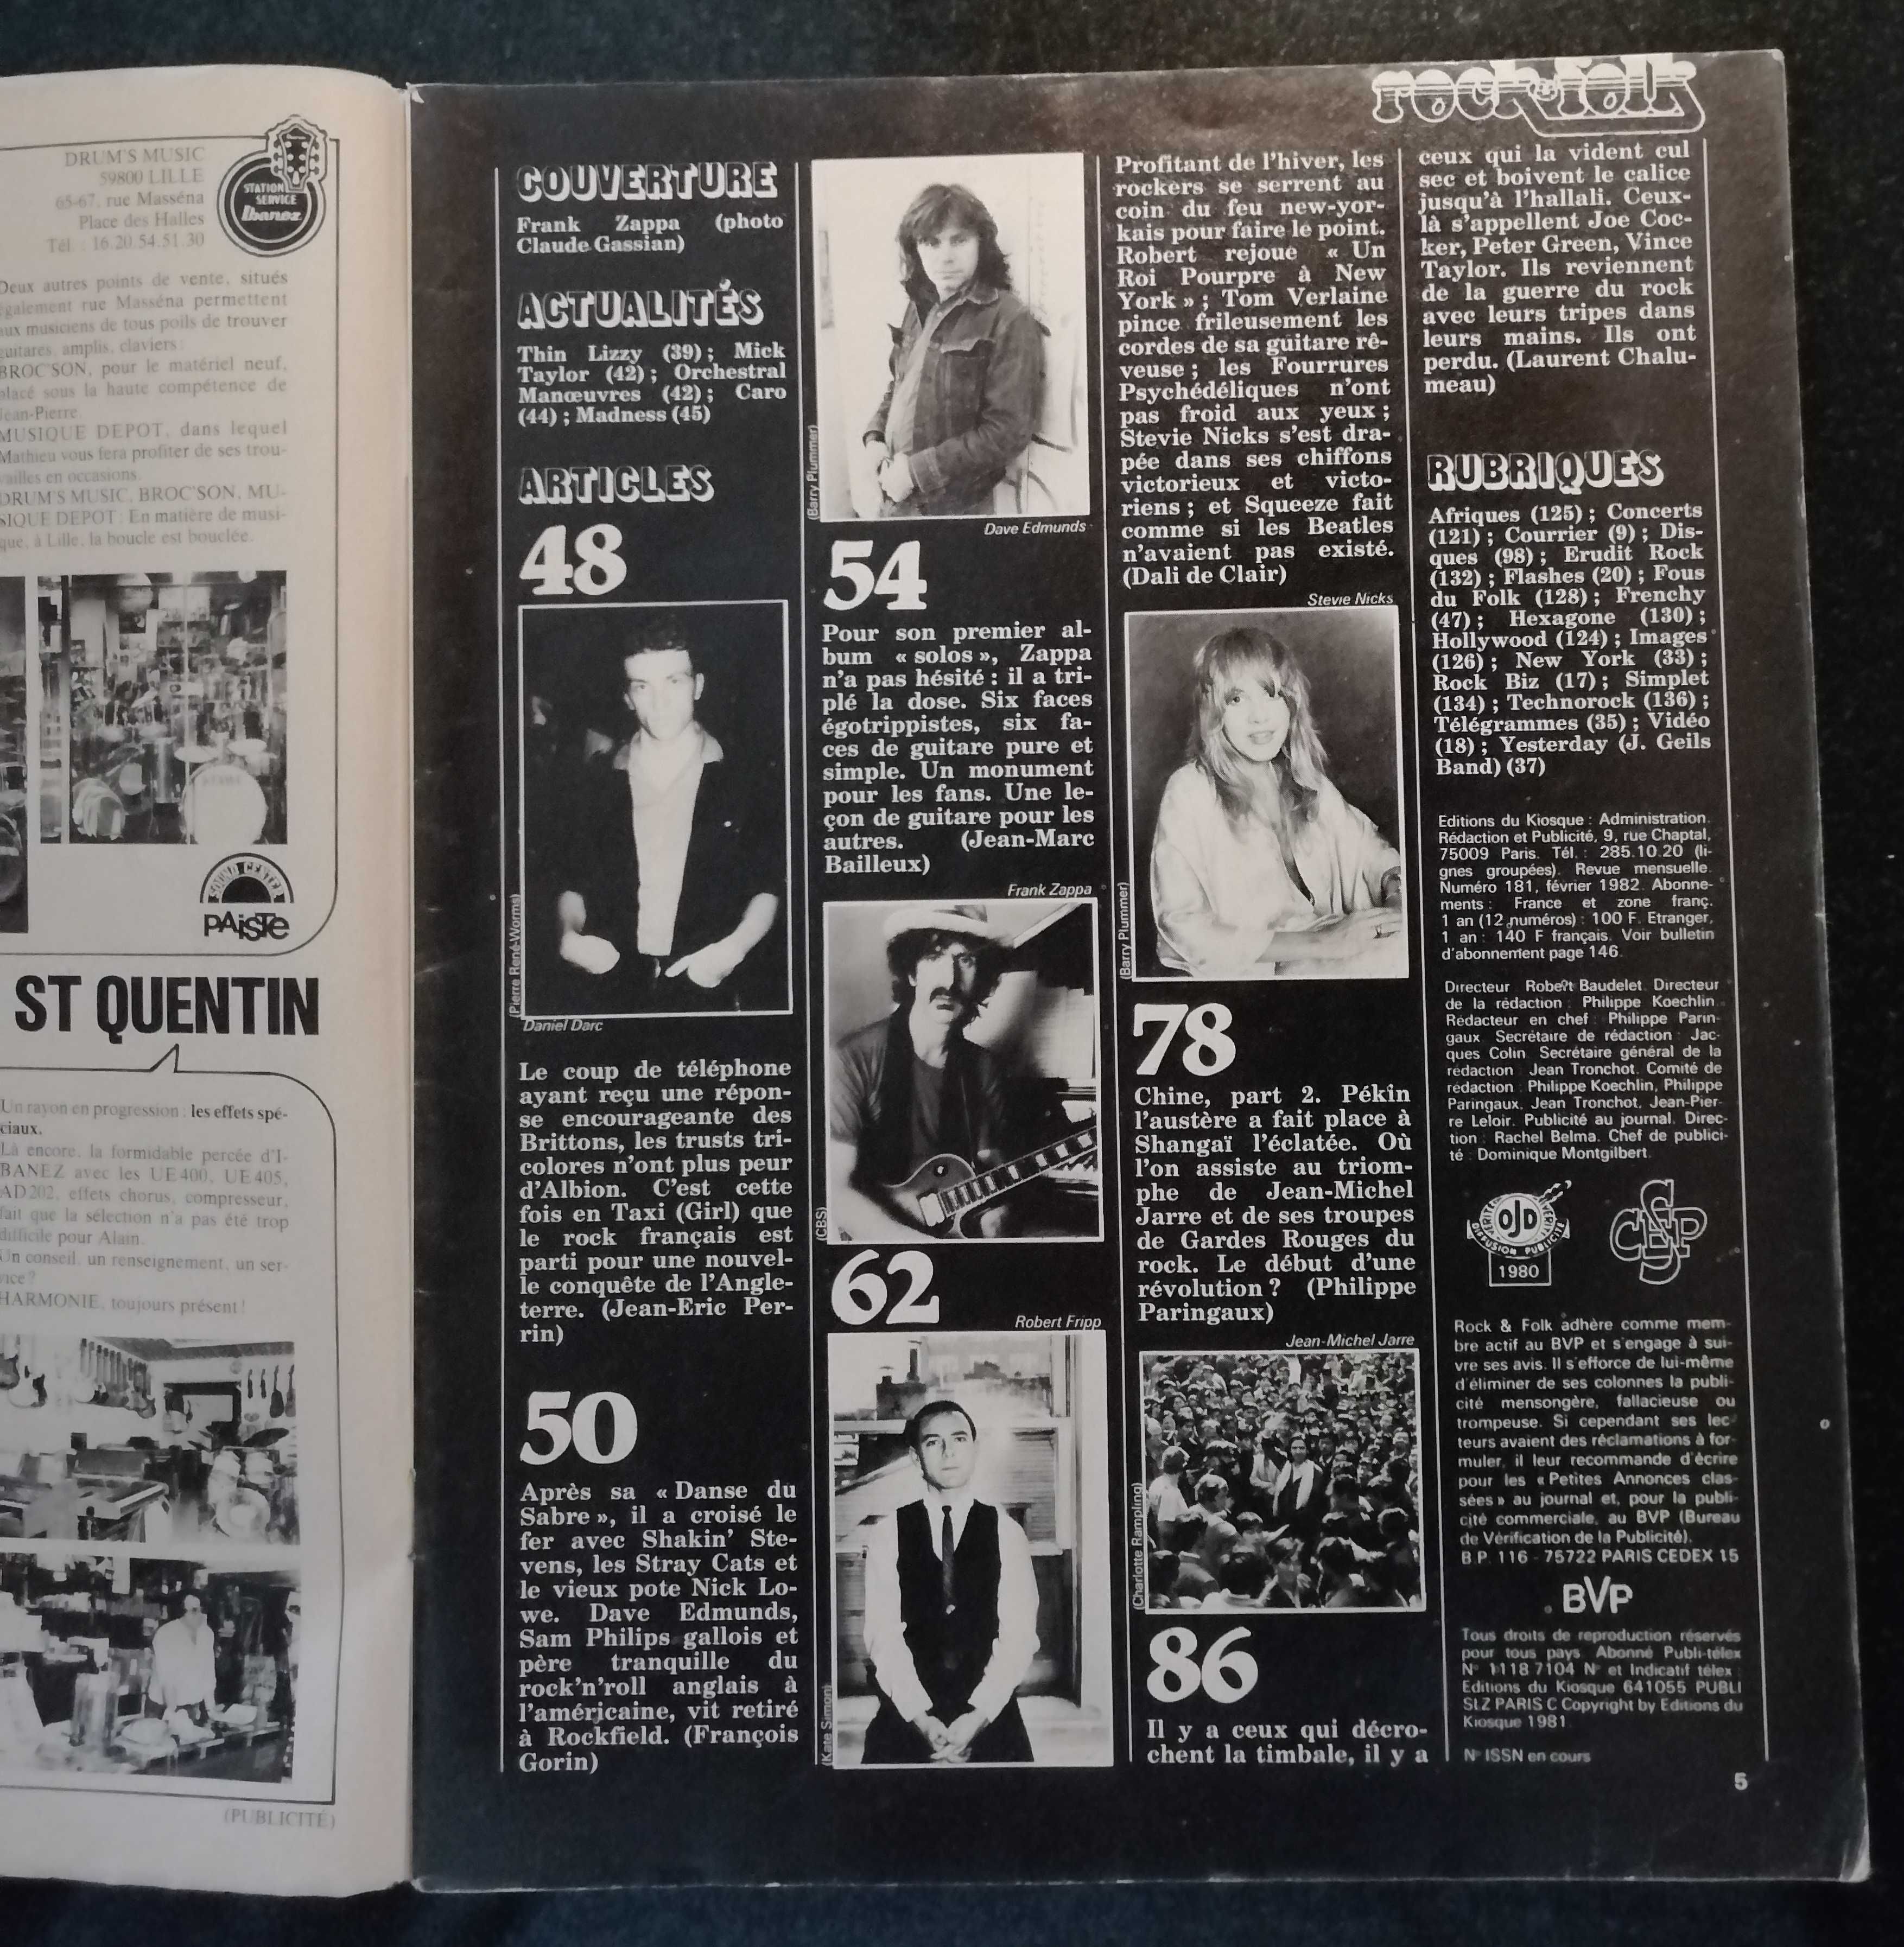 DRUM'S MUSIC
59800 LILLE
65-67, rue Masséna
Place des Halles
Tél. : 16.20.54.51.30
STATION
SERVICE
Ibanez
Deux autres points de vente, situés
également rue Masséna permettent
aux musiciens de tous poils de trouver
guitares, amplis, claviers :
BROC'SON, pour le matériel neuf,
placé sous la haute compétence de
Jean-Pierre.
MUSIQUE DEPOT, dans lequel
Mathieu vous fera profiter de ses trou-
vailles en occasions.
DRUM'S MUSIC, BROC'SON, MU-
SIQUE DEPOT : En matière de musi-
que, à Lille, la boucle est bouclée.
SOUND CENTER
PAiSTe
ST QUENTIN
Un rayon en progression : les effets spé-
ciaux.
Là encore, la formidable percée d'I-
BANEZ avec les UE 400, UE 405,
AD 202, effets chorus, compresseur,
fait que la sélection n'a pas été trop
difficile pour Alain.
Un conseil, un renseignement, un ser-
vice ?
HARMONIE, toujours présent !
(PUBLICITÉ)
rock & folk
COUVERTURE
Frank Zappa (photo
Claude Gassian)
ACTUALITÉS
Thin Lizzy (39) ; Mick
Taylor (42) ; Orchestral
Manœuvres (42) ; Caro
(44) ; Madness (45)
ARTICLES
48
(Pierre René-Worms)
Daniel Darc
Le coup de téléphone
ayant reçu une répon-
se encourageante des
Brittons, les trusts tri-
colores n'ont plus peur
d'Albion. C'est cette
fois en Taxi (Girl) que
le rock français est
parti pour une nouvel-
le conquête de l'Angle-
terre. (Jean-Eric Per-
rin)
50
Après sa « Danse du
Sabre », il a croisé le
fer avec Shakin' Ste-
vens, les Stray Cats et
le vieux pote Nick Lo-
we. Dave Edmunds,
Sam Philips gallois et
père tranquille du
rock'n'roll anglais à
l'américaine, vit retiré
à Rockfield. (François
Gorin)
(Barry Plummer)
Dave Edmunds
54
Pour son premier al-
bum « solos », Zappa
n'a pas hésité : il a tri-
plé la dose. Six faces
égotrippistes, six fa-
ces de guitare pure et
simple. Un monument
pour les fans. Une le-
çon de guitare pour les
autres. (Jean-Marc
Bailleux)
Frank Zappa
(CBS)
62
Robert Fripp
(Kate Simon)
Profitant de l'hiver, les
rockers se serrent au
coin du feu new-yor-
kais pour faire le point.
Robert rejoue « Un
Roi Pourpre à New
York » ; Tom Verlaine
pince frileusement les
cordes de sa guitare rê-
veuse ; les Fourrures
Psychédéliques n'ont
pas froid aux yeux ;
Stevie Nicks s'est dra-
pée dans ses chiffons
victorieux et victo-
riens ; et Squeeze fait
comme si les Beatles
n'avaient pas existé.
(Dali de Clair)
Stevie Nicks
(Barry Plummer)
78
Chine, part 2. Pékin
l'austère a fait place à
Shangaï l'éclatée. Où
l'on assiste au triom-
phe de Jean-Michel
Jarre et de ses troupes
de Gardes Rouges du
rock. Le début d'une
révolution ? (Philippe
Paringaux)
Jean-Michel Jarre
(Charlotte Rampling)
86
Il y a ceux qui décro-
chent la timbale, il y a
ceux qui la vident cul
sec et boivent le calice
jusqu'à l'hallali. Ceux-
là s'appellent Joe Coc-
ker, Peter Green, Vince
Taylor. Ils reviennent
de la guerre du rock
avec leurs tripes dans
leurs mains. Ils ont
perdu. (Laurent Chalu-
meau)
RUBRIQUES
Afriques (125) ; Concerts
(121) ; Courrier (9) ; Dis-
ques (98) ; Erudit Rock
(132) ; Flashes (20) ; Fous
du Folk (128) ; Frenchy
(47) ; Hexagone (130) ;
Hollywood (124) ; Images
(126) ; New York (33) ;
Rock Biz (17) ; Simplet
(134) ; Technorock (136) ;
Télégrammes (35) ; Vidéo
(18) ; Yesterday (J. Geils
Band) (37)
Editions du Kiosque : Administration.
Rédaction et Publicité, 9, rue Chaptal,
75009 Paris. Tél. : 285.10.20 (li-
gnes groupées). Revue mensuelle.
Numéro 181, février 1982. Abonne-
ments : France et zone franç.
1 an (12 numéros) : 100 F. Etranger,
1 an : 140 F français. Voir bulletin
d'abonnement page 146.
Directeur : Robert Baudelet. Directeur
de la rédaction : Philippe Koechlin.
Rédacteur en chef : Philippe Parin-
gaux. Secrétaire de rédaction : Jac-
ques Colin. Secrétaire général de la
rédaction : Jean Tronchot. Comité de
rédaction : Philippe Koechlin, Philippe
Paringaux, Jean Tronchot, Jean-Pier-
re Leloir. Publicité au journal. Direc-
tion : Rachel Belma. Chef de publici-
té : Dominique Montgilbert.
OJD
DIFFUSION PUBLICITÉ
1980
Rock & Folk adhère comme mem-
bre actif au BVP et s'engage à sui-
vre ses avis. Il s'efforce de lui-même
d'éliminer de ses colonnes la publi-
cité mensongère, fallacieuse ou
trompeuse. Si cependant ses lec-
teurs avaient des réclamations à for-
muler, il leur recommande d'écrire
pour les « Petites Annonces clas-
sées » au journal et, pour la publi-
cité commerciale, au BVP (Bureau
de Vérification de la Publicité).
B.P. 116 - 75722 PARIS CEDEX 15
BVP
Tous droits de reproduction réservés
pour tous pays. Abonné Publi-télex
N° 1118 7104 N° et Indicatif télex :
Editions du Kiosque 641055 PUBLI
SLZ PARIS C Copyright by Editions du
Kiosque 1981.
N° ISSN en cours
5